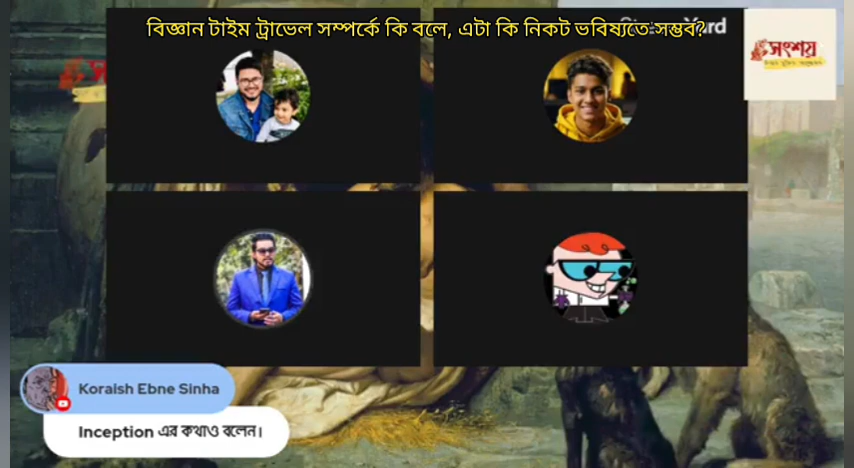 বিজ্ঞান টাইম ট্রাভেল সম্পর্কে কি বলে, এটা কি নিকট ভবিষ্যতে সম্ভব?
সংশয়
Koraish Ebne Sinha
Inception এর কথাও বলেন।